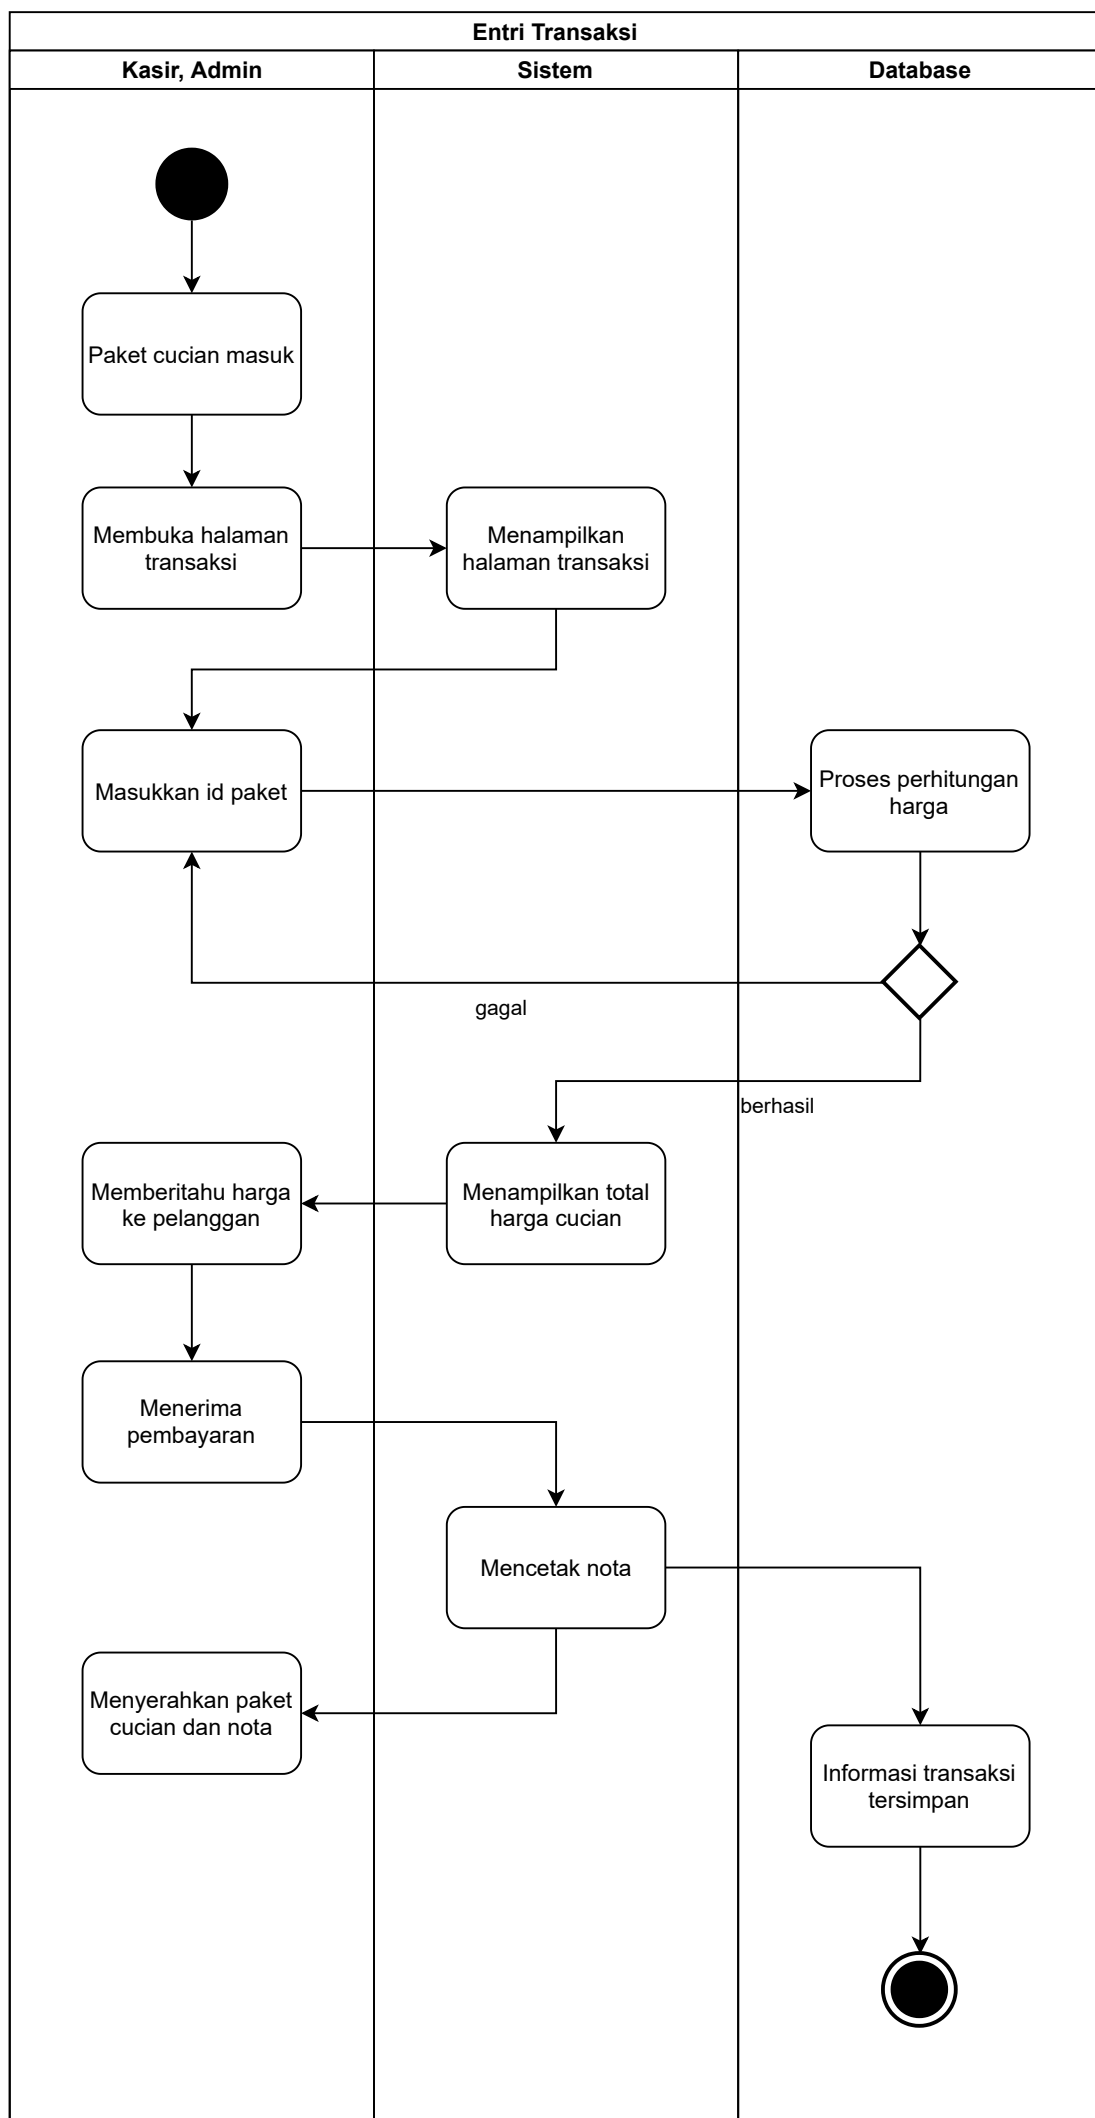 Entri Transaksi
Kasir, Admin
Sistem
Database
Paket cucian masuk
Membuka halaman
transaksi
Menampilkan
halaman transaksi
Masukkan id paket
Proses perhitungan
harga
gagal
berhasil
Memberitahu harga
ke pelanggan
Menampilkan total
harga cucian
Menerima
pembayaran
Mencetak nota
Menyerahkan paket
cucian dan nota
Informasi transaksi
tersimpan